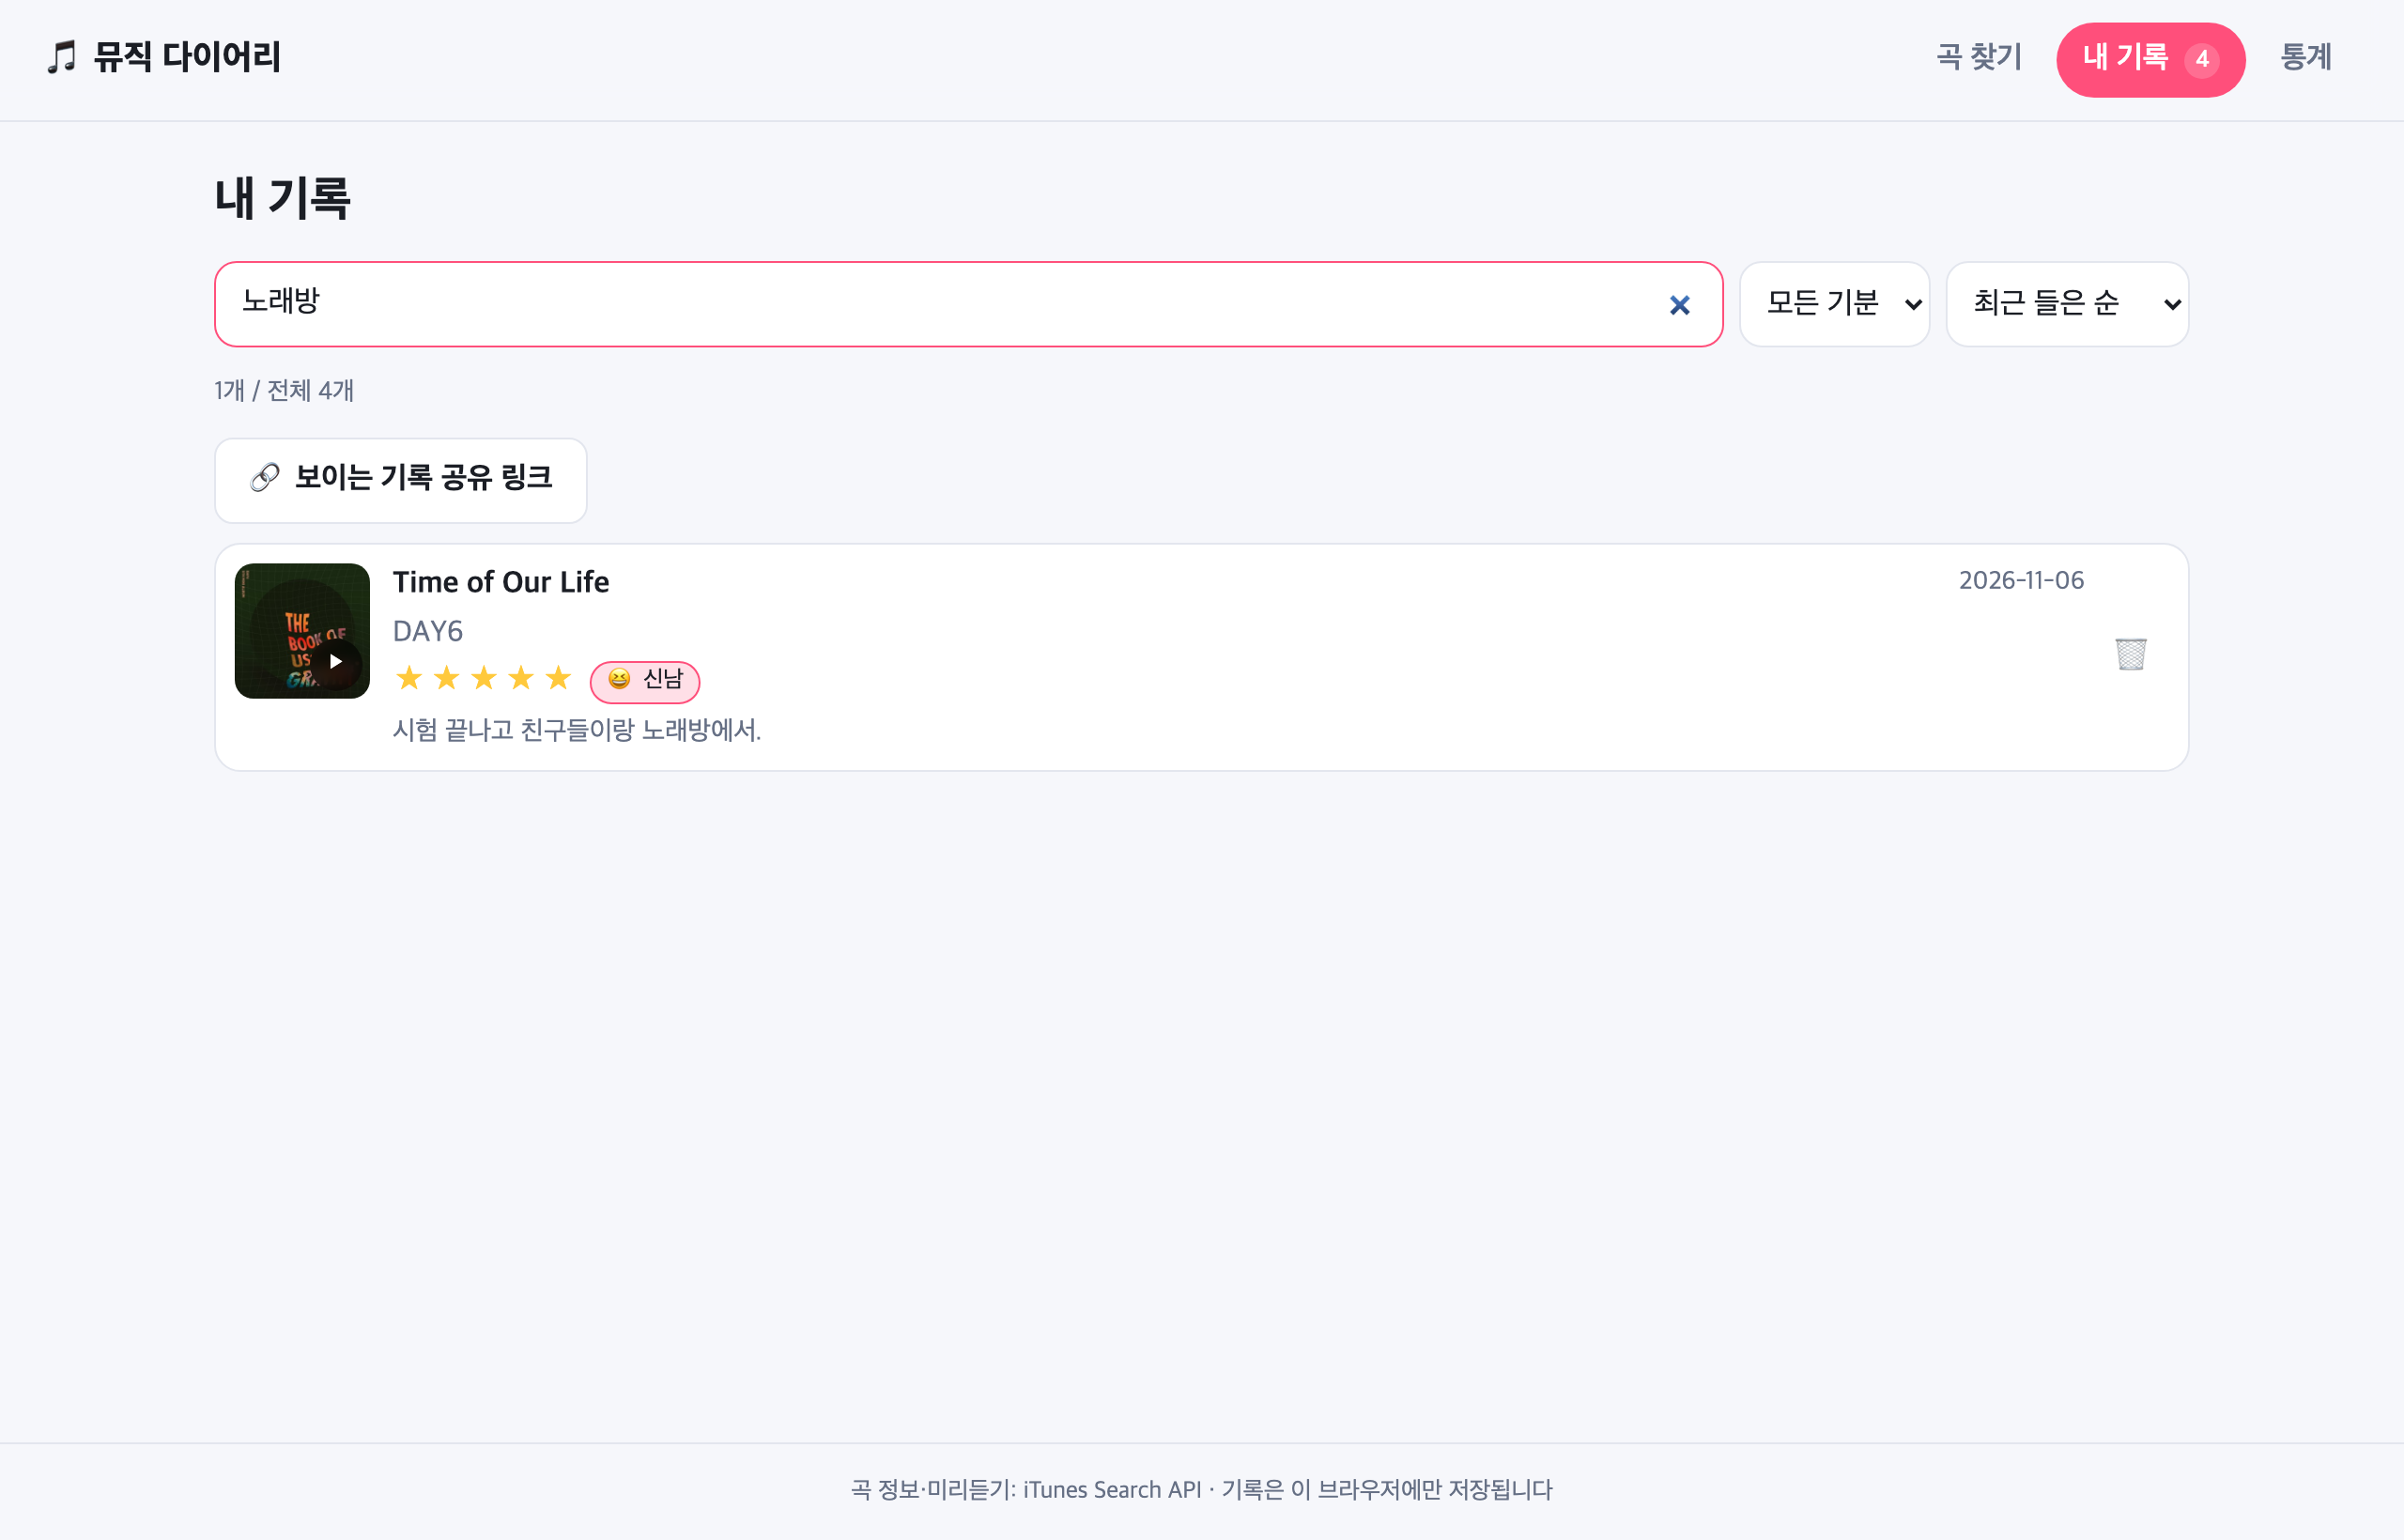 뮤직 다이어리
곡 찾기
내 기록 4
통계
내 기록
노래방
모든 기분
최근 들은 순
1개 / 전체 4개
보이는 기록 공유 링크
THE
BOOK OF
US
Time of Our Life
2026-11-06
DAY6
★★★★★ 신남
시험 끝나고 친구들이랑 노래방에서.
곡 정보·미리듣기: iTunes Search API · 기록은 이 브라우저에만 저장됩니다